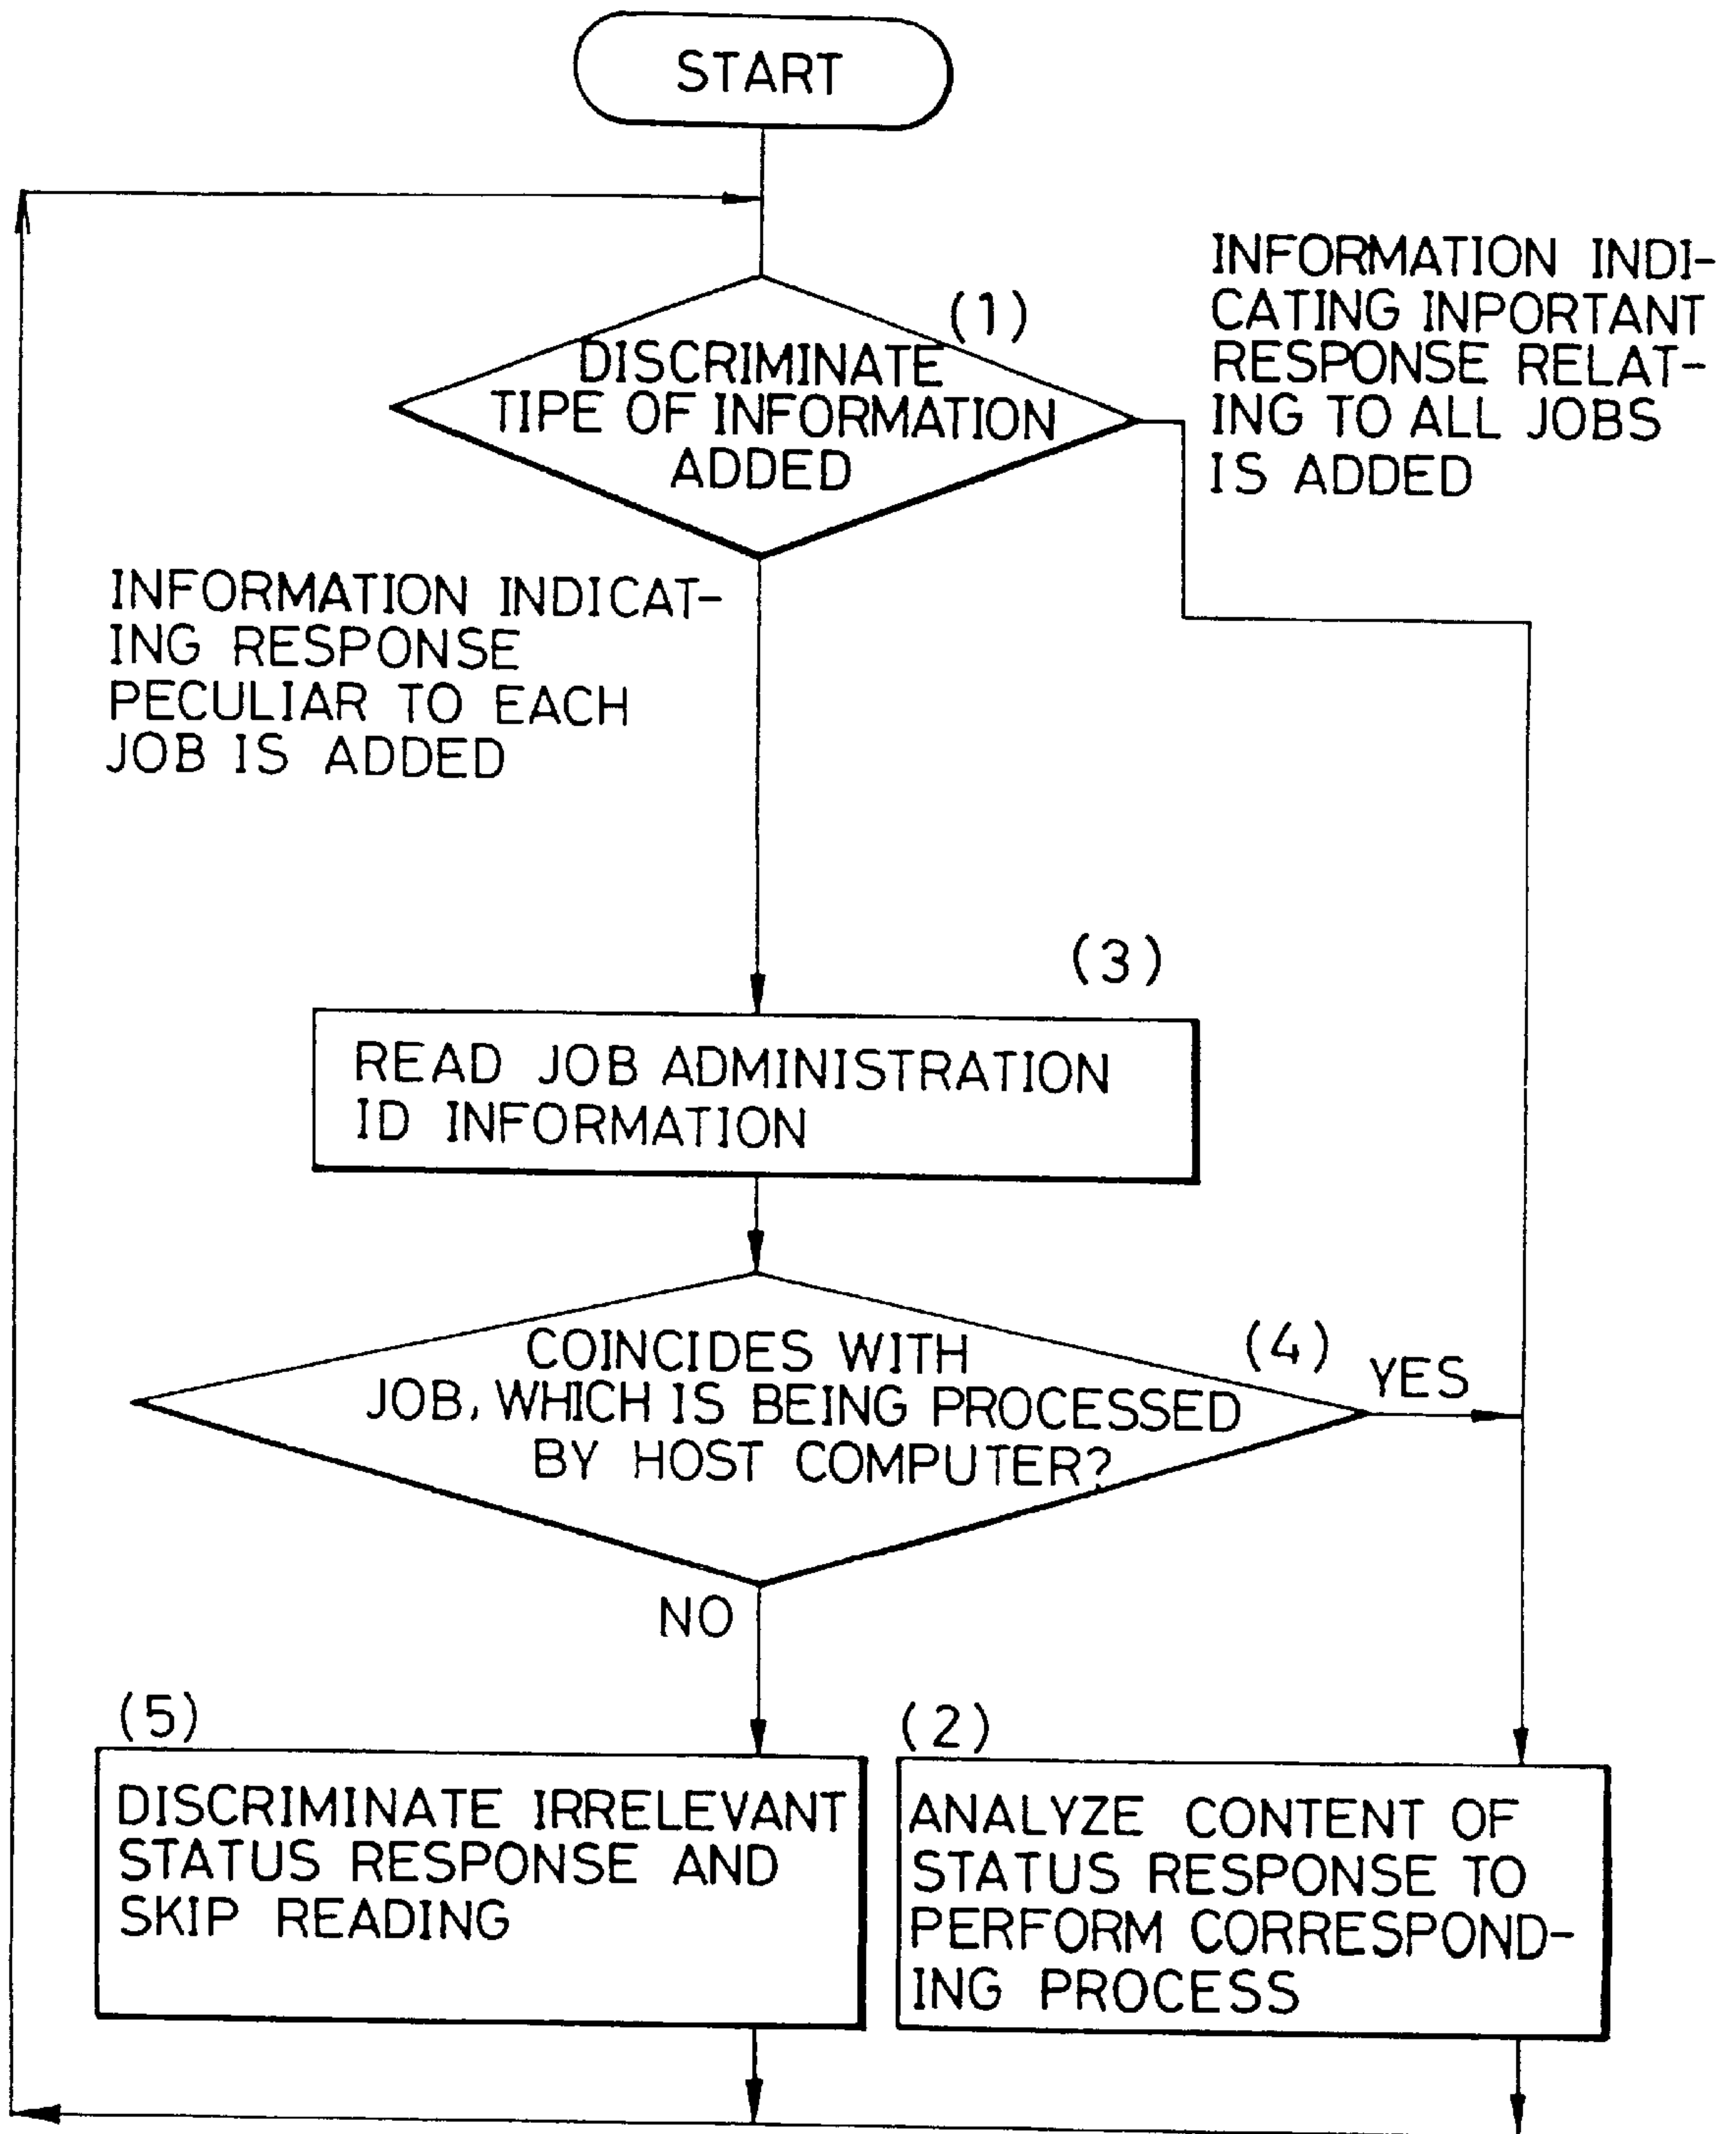 START
(1)
DISCRIMINATE
TIPE OF INFORMATION
ADDED
INFORMATION INDI-
CATING INPORTANT
RESPONSE RELAT-
ING TO ALL JOBS
IS ADDED
INFORMATION INDICAT-
ING RESPONSE
PECULIAR TO EACH
JOB IS ADDED
(3)
READ JOB ADMINISTRATION
ID INFORMATION
(4)
COINCIDES WITH
JOB, WHICH IS BEING PROCESSED
BY HOST COMPUTER?
YES
NO
(5)
DISCRIMINATE IRRELEVANT
STATUS RESPONSE AND
SKIP READING
(2)
ANALYZE CONTENT OF
STATUS RESPONSE TO
PERFORM CORRESPOND-
ING PROCESS